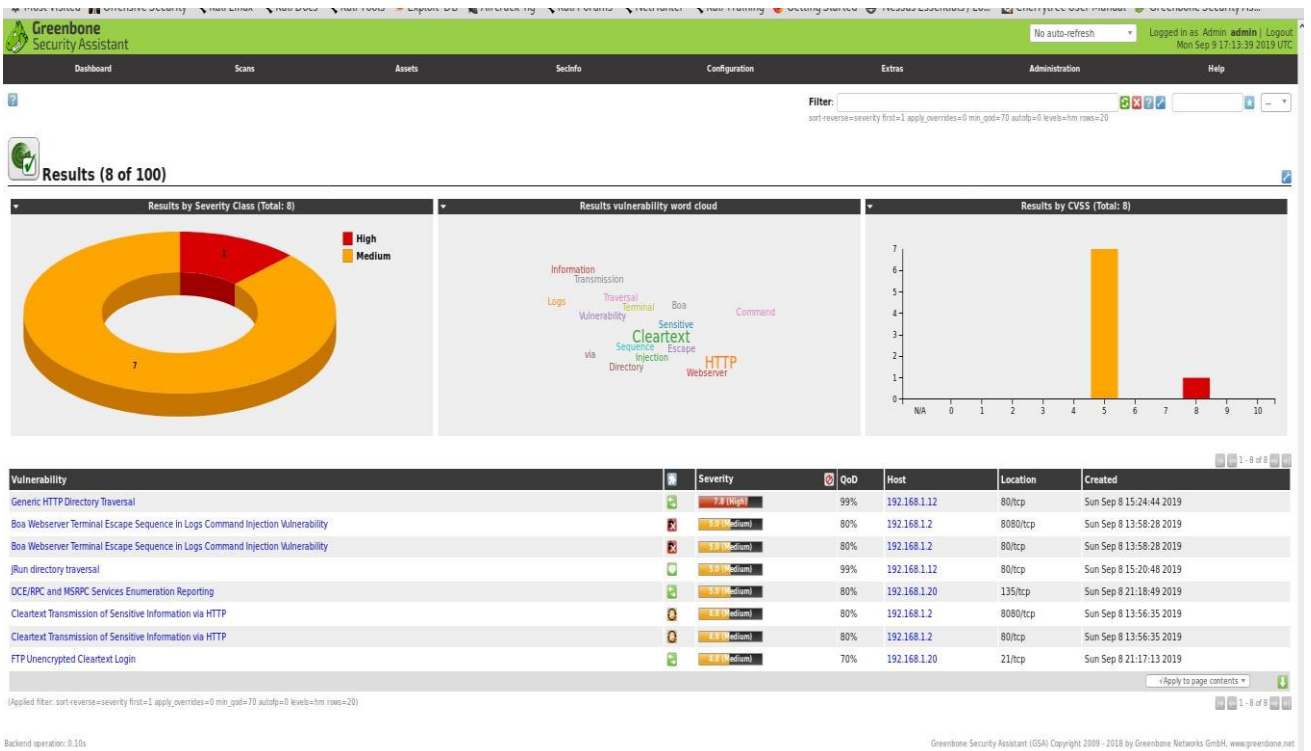 Greenbone
Security Assistant
No auto-refresh
Logged in as Admin admin | Logout
Mon Sep 9 17:13:39 2019 UTC
Dashboard Scans Assets SecInfo Configuration Extras Administration Help
Filter:
sort-reverse=severity first=1 apply_overrides=0 min_qod=70 autofp=0 levels=hm rows=20
Results (8 of 100)
Results by Severity Class (Total: 8)
High
Medium
1
7
Results vulnerability word cloud
Information
Transmission
Logs
Traversal
Terminal
Boa
Command
Vulnerability
Sensitive
Cleartext
Sequence
Escape
via
Injection
HTTP
Directory
Webserver
Results by CVSS (Total: 8)
7
6
5
4
3
2
1
0
N/A 0 1 2 3 4 5 6 7 8 9 10
1 - 8 of 8
Vulnerability Severity QoD Host Location Created
Generic HTTP Directory Traversal 7.8 (High) 99% 192.168.1.12 80/tcp Sun Sep 8 15:24:44 2019
Boa Webserver Terminal Escape Sequence in Logs Command Injection Vulnerability 5.0 (Medium) 80% 192.168.1.2 8080/tcp Sun Sep 8 13:58:28 2019
Boa Webserver Terminal Escape Sequence in Logs Command Injection Vulnerability 5.0 (Medium) 80% 192.168.1.2 80/tcp Sun Sep 8 13:58:28 2019
JRun directory traversal 5.0 (Medium) 99% 192.168.1.12 80/tcp Sun Sep 8 15:20:48 2019
DCE/RPC and MSRPC Services Enumeration Reporting 5.0 (Medium) 80% 192.168.1.20 135/tcp Sun Sep 8 21:18:49 2019
Cleartext Transmission of Sensitive Information via HTTP 4.8 (Medium) 80% 192.168.1.2 8080/tcp Sun Sep 8 13:56:35 2019
Cleartext Transmission of Sensitive Information via HTTP 4.8 (Medium) 80% 192.168.1.2 80/tcp Sun Sep 8 13:56:35 2019
FTP Unencrypted Cleartext Login 4.8 (Medium) 70% 192.168.1.20 21/tcp Sun Sep 8 21:17:13 2019
√Apply to page contents
(Applied filter: sort-reverse=severity first=1 apply_overrides=0 min_qod=70 autofp=0 levels=hm rows=20)
1 - 8 of 8
Backend operation: 0.10s
Greenbone Security Assistant (GSA) Copyright 2009 - 2018 by Greenbone Networks GmbH, www.greenbone.net